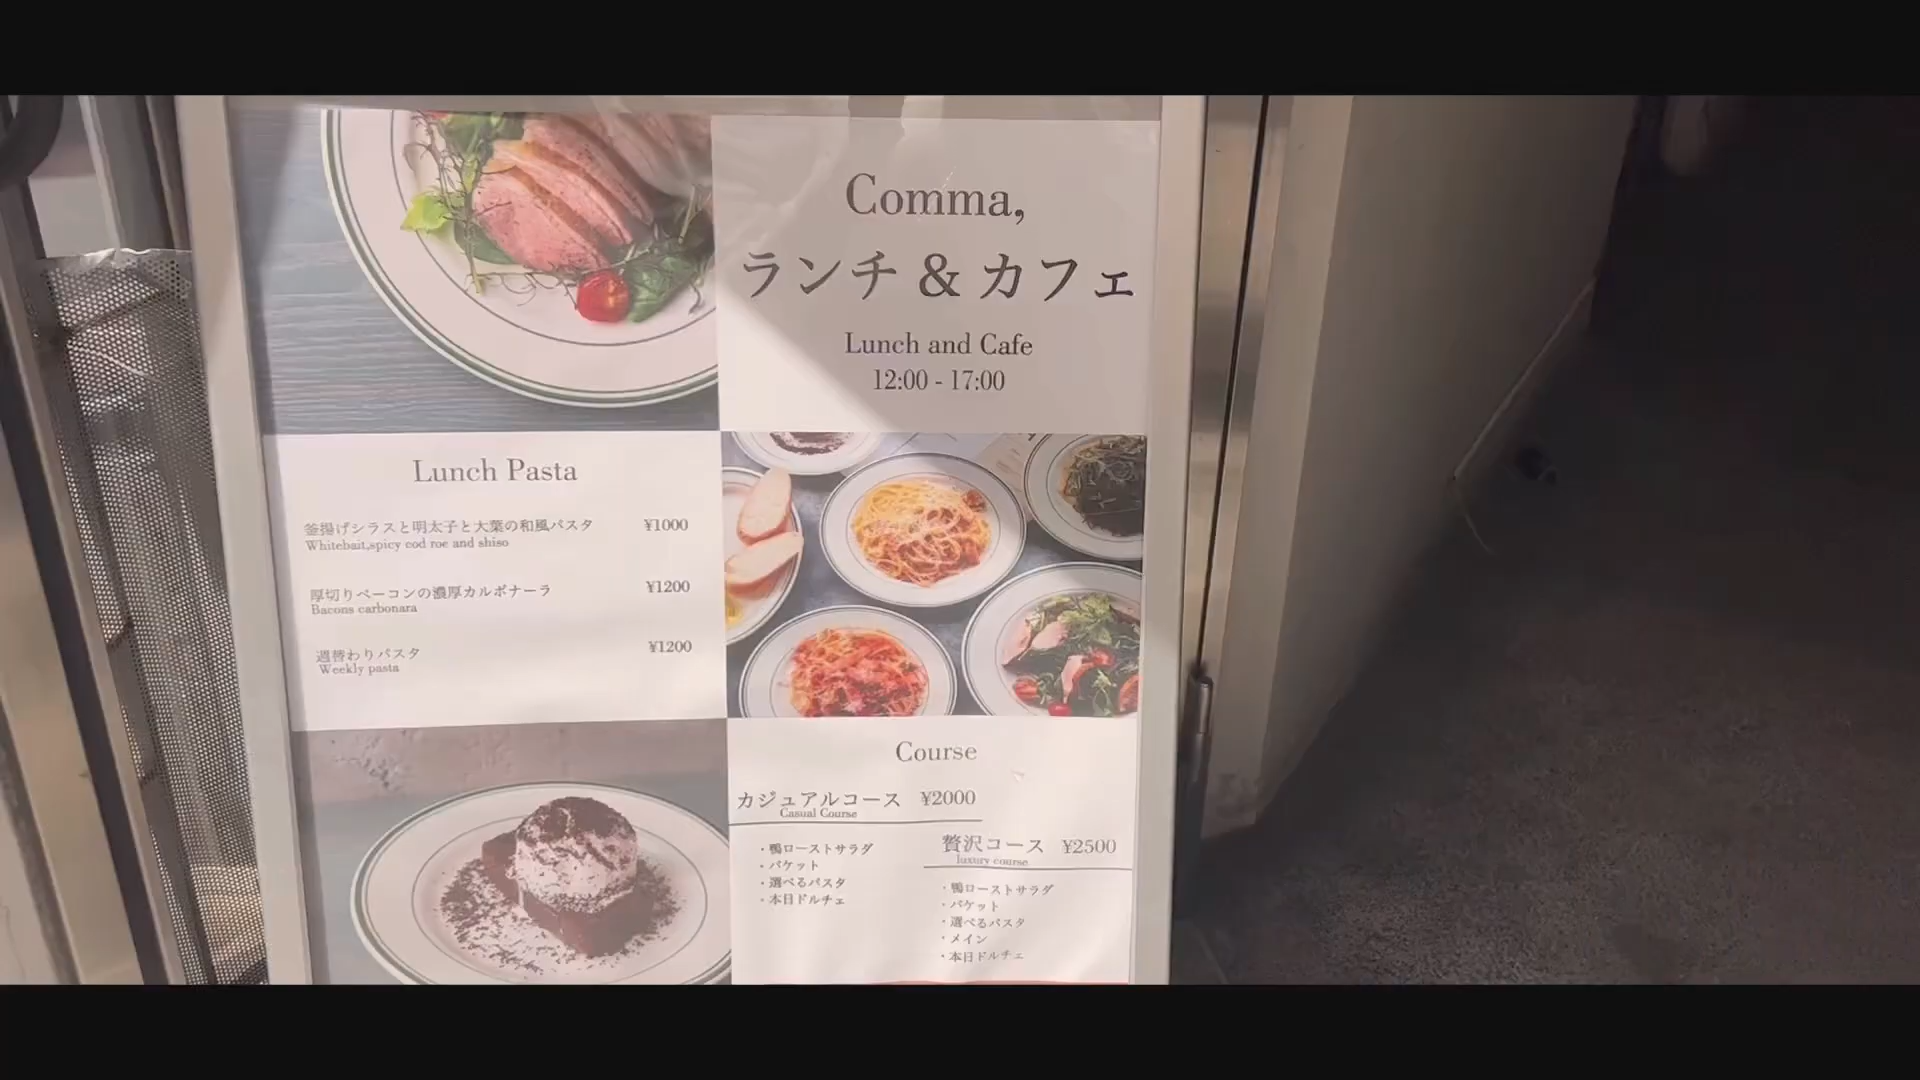 Comma,
ランチ & カフェ
Lunch and Cafe
12:00 - 17:00
Lunch Pasta
釜揚げシラスと明太子と大葉の和風パスタ ¥1000
Whitebait,spicy cod roe and shiso
厚切りベーコンの濃厚カルボナーラ ¥1200
Bacons carbonara
週替わりパスタ ¥1200
Weekly pasta
Course
カジュアルコース ¥2000
Casual Course
・鴨ローストサラダ
・バケット
・選べるパスタ
・本日ドルチェ
贅沢コース ¥2500
luxury course
・鴨ローストサラダ
・バケット
・選べるパスタ
・メイン
・本日ドルチェ